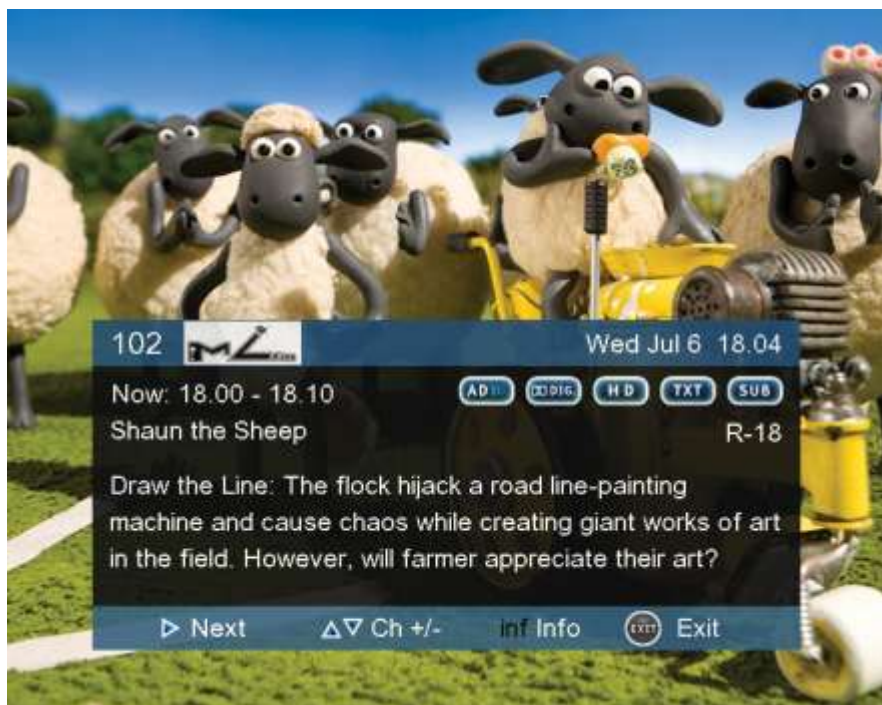 102
Wed Jul 6 18.04
Now: 18.00 - 18.10
AD DIG. HD TXT SUB
Shaun the Sheep
R-18
Draw the Line: The flock hijack a road line-painting
machine and cause chaos while creating giant works of art
in the field. However, will farmer appreciate their art?
Next Ch +/- inf Info EXIT Exit